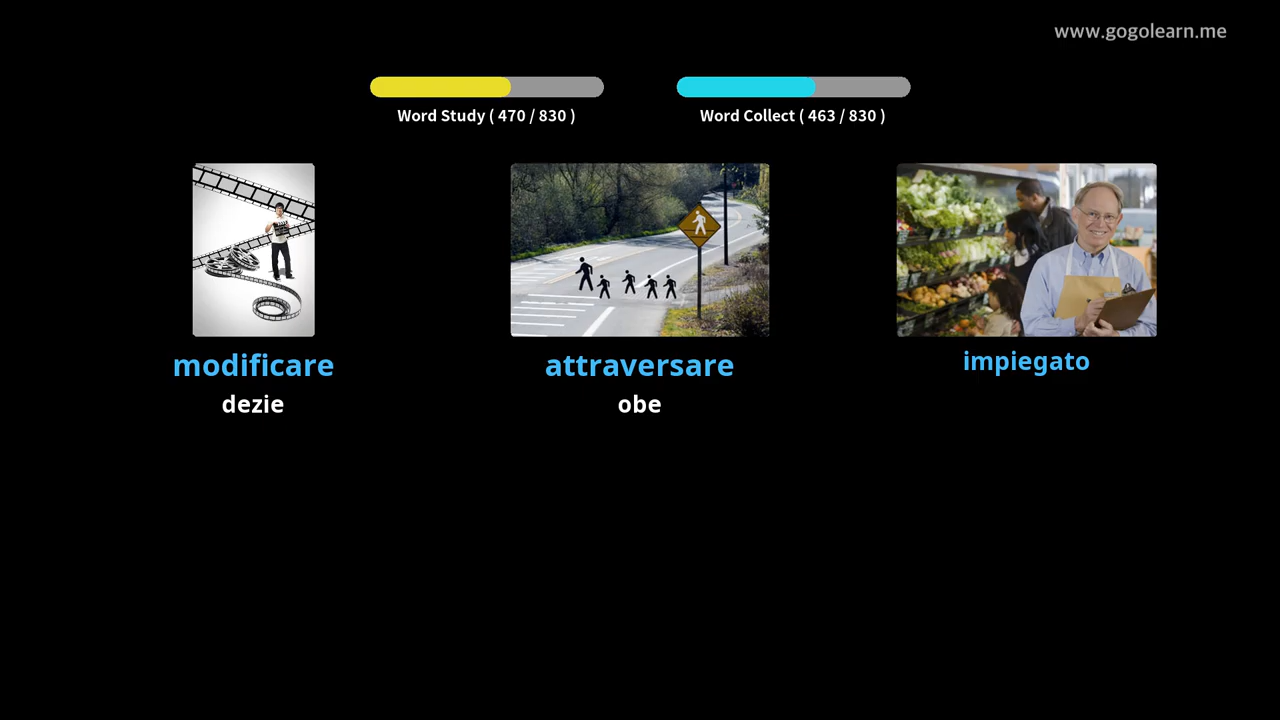 www.gogolearn.me
Word Study ( 470 / 830 )
Word Collect ( 463 / 830 )
modificare
dezie
attraversare
obe
impiegato